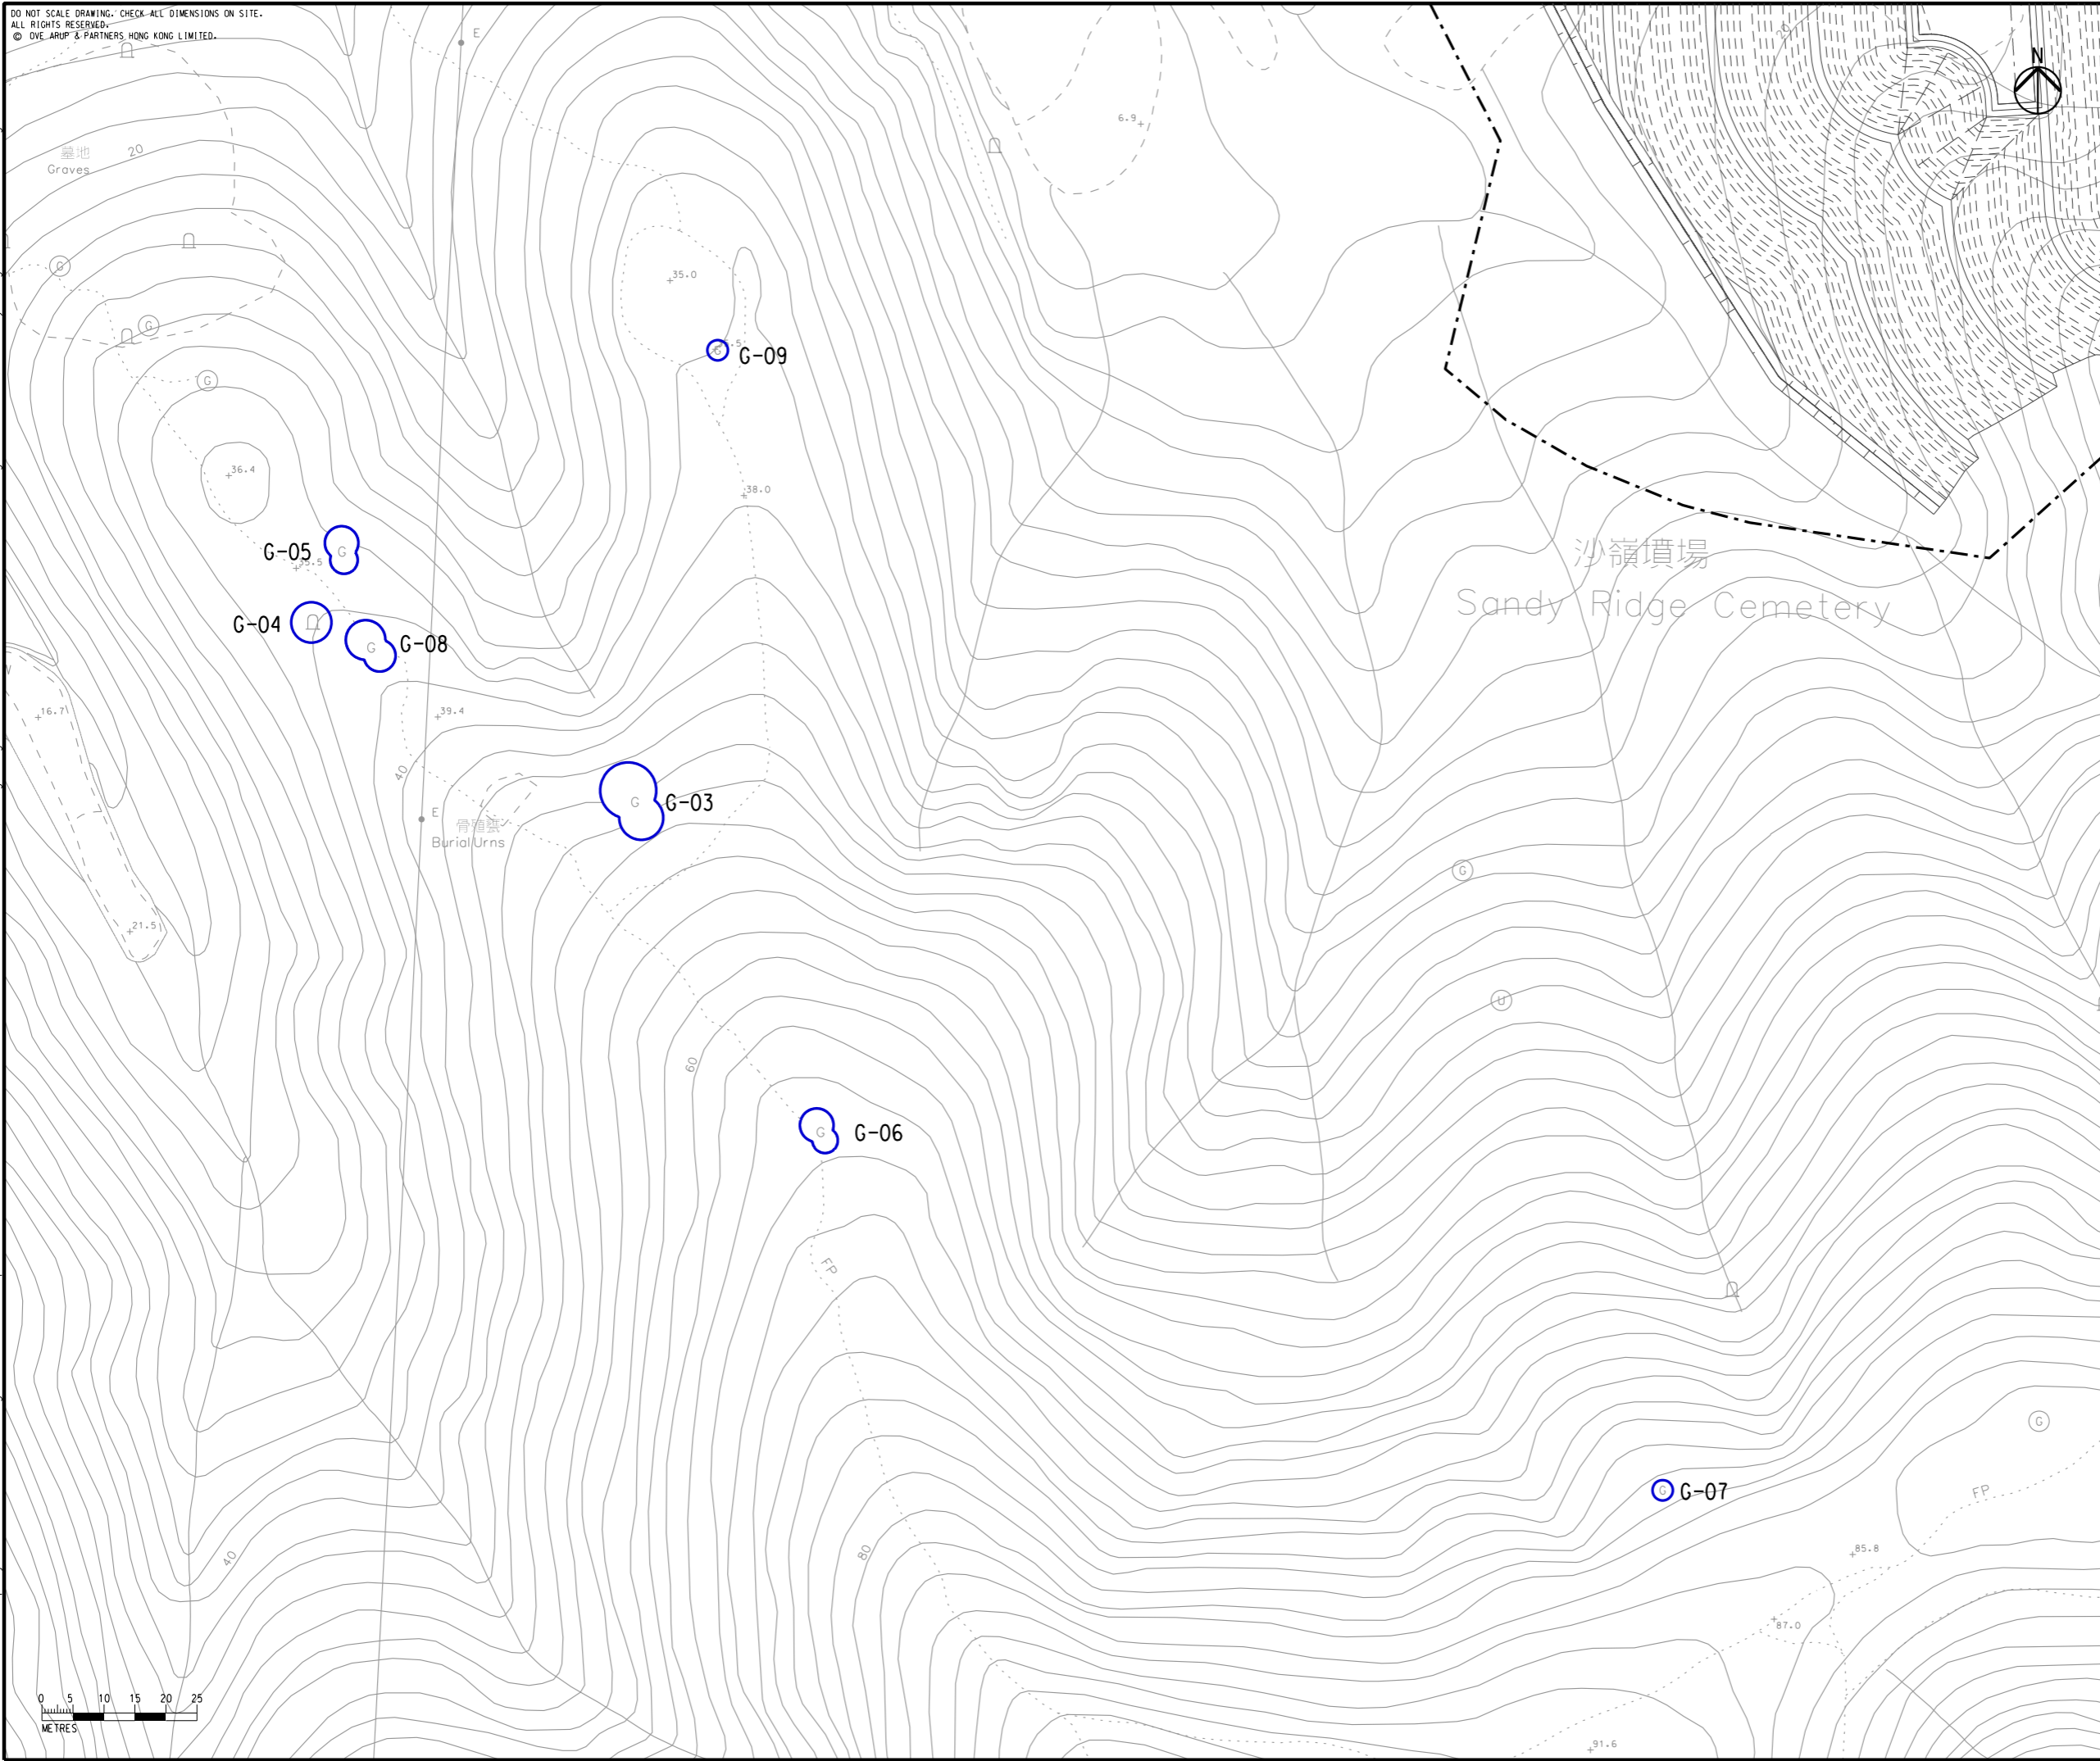 DO NOT SCALE DRAWING. CHECK ALL DIMENSIONS ON SITE.
ALL RIGHTS RESERVED.
© OVE ARUP & PARTNERS HONG KONG LIMITED.
E
N
20
6.9
墓地
Graves
20
G
35.0
G
G
G-09
G
36.4
38.0
G-05
G
沙嶺墳場
Sandy Ridge Cemetery
G-04
G-08
G
16.7
39.4
40
G-03
G
E
Burial Urns
G
21.5
U
60
G-06
G
FP
G
G-07
G
FP
80
40
85.8
87.0
0 5 10 15 20 25
METRES
91.6